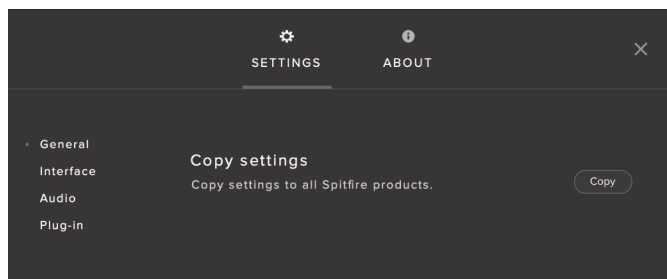 SETTINGS
ABOUT
General
Interface
Audio
Plug-in
Copy settings
Copy settings to all Spitfire products.
Copy